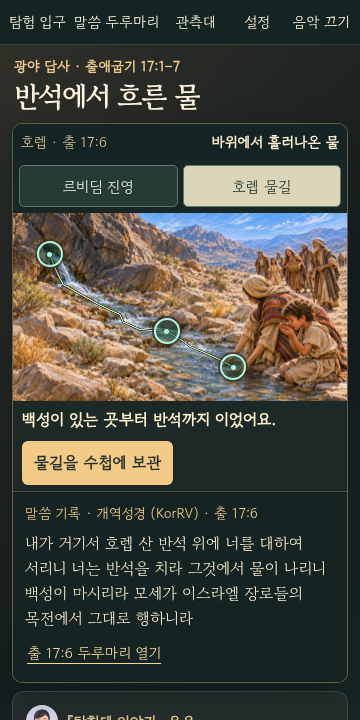 탐험 입구 말씀 두루마리 관측대 설정 음악 끄기
광야 답사 · 출애굽기 17:1–7
반석에서 흐른 물
호렙 · 출 17:6 바위에서 흘러나온 물
르비딤 진영 호렙 물길
백성이 있는 곳부터 반석까지 이었어요.
물길을 수첩에 보관
말씀 기록 · 개역성경 (KorRV) · 출 17:6
내가 거기서 호렙 산 반석 위에 너를 대하여
서리니 너는 반석을 치라 그것에서 물이 나리니
백성이 마시리라 모세가 이스라엘 장로들의
목전에서 그대로 행하니라
출 17:6 두루마리 열기